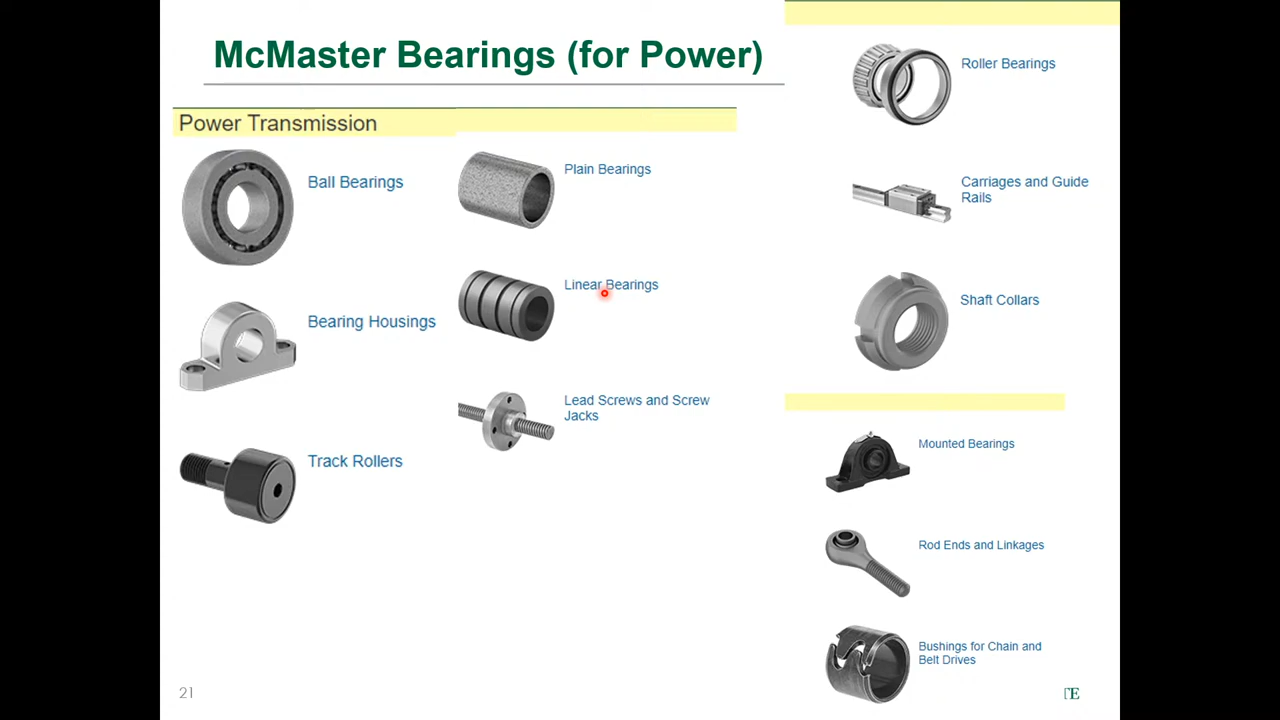 McMaster Bearings (for Power)
Power Transmission
Ball Bearings
Bearing Housings
Track Rollers
Plain Bearings
Linear Bearings
Lead Screws and Screw
Jacks
Roller Bearings
Carriages and Guide
Rails
Shaft Collars
Mounted Bearings
Rod Ends and Linkages
Bushings for Chain and
Belt Drives
21